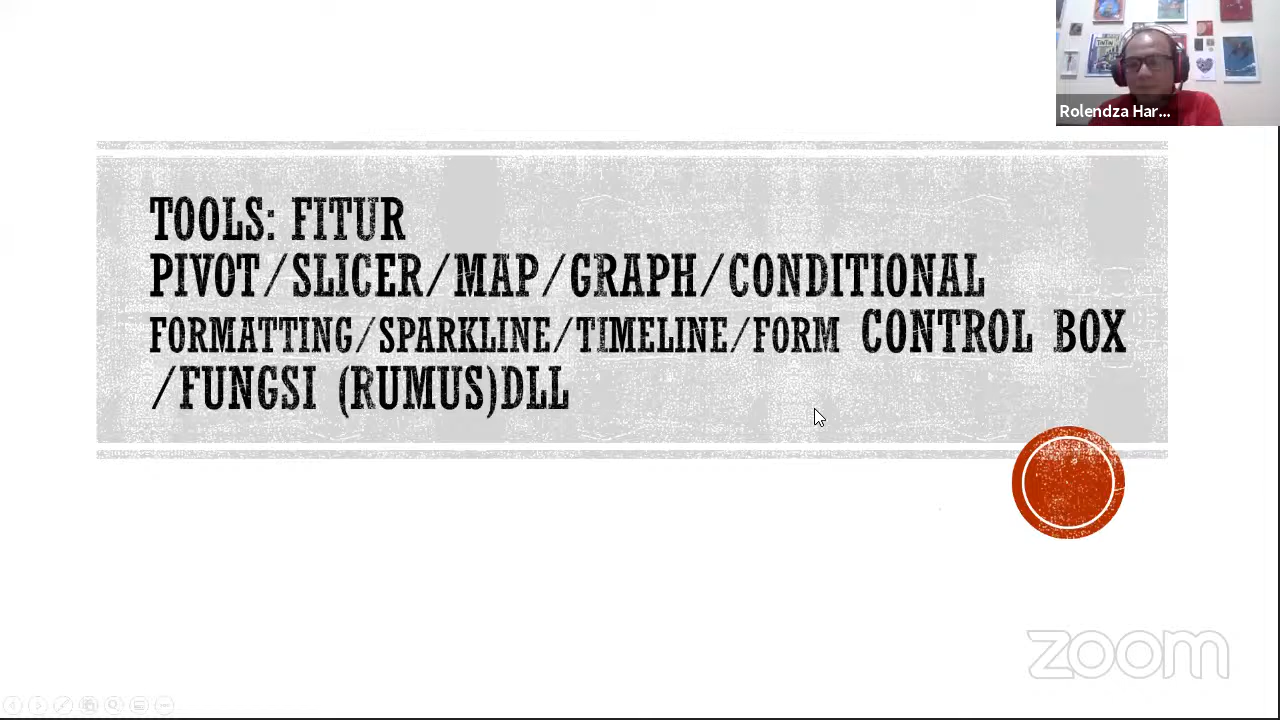 Rolendza Har...
TINTIN
TOOLS: FITUR
PIVOT/SLICER/MAP/GRAPH/CONDITIONAL
FORMATTING/SPARKLINE/TIMELINE/FORM CONTROL BOX
/FUNGSI (RUMUS)DLL
zoom